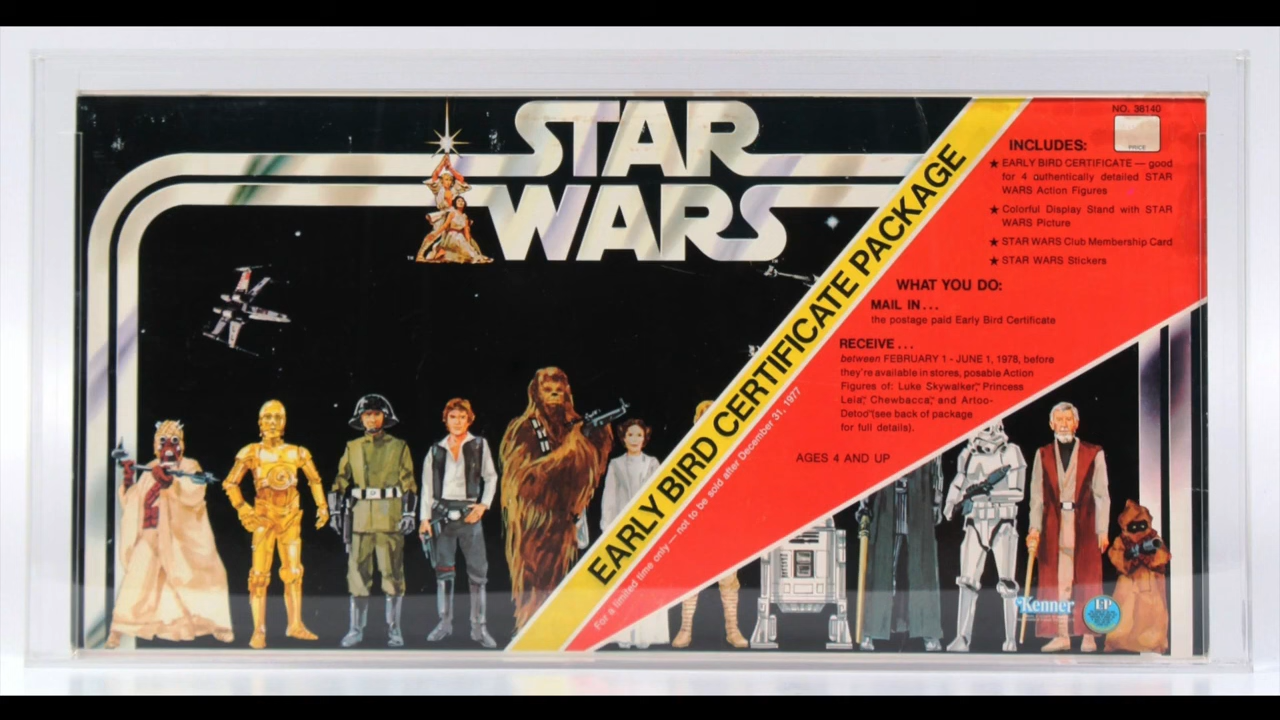 STAR
WARS
TM
EARLY BIRD CERTIFICATE PACKAGE
For a limited time only — not to be sold after December 31, 1977
NO. 38140
PRICE
INCLUDES:
★ EARLY BIRD CERTIFICATE — good
for 4 authentically detailed STAR
WARS Action Figures
★ Colorful Display Stand with STAR
WARS Picture
★ STAR WARS Club Membership Card
★ STAR WARS Stickers
WHAT YOU DO:
MAIL IN...
the postage paid Early Bird Certificate
RECEIVE...
between FEBRUARY 1 - JUNE 1, 1978, before
they're available in stores, posable Action
Figures of: Luke Skywalker,™ Princess
Leia,™ Chewbacca,™ and Artoo-
Detoo™(see back of package
for full details).
AGES 4 AND UP
Kenner